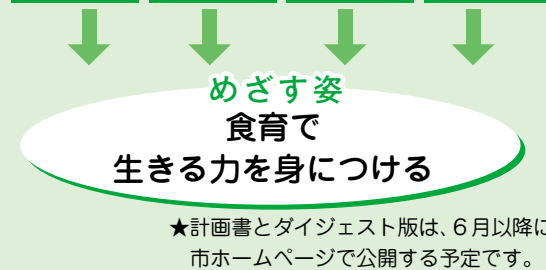 めざす姿
食育で
生きる力を身につける
★計画書とダイジェスト版は、６月以降に
市ホームページで公開する予定です。